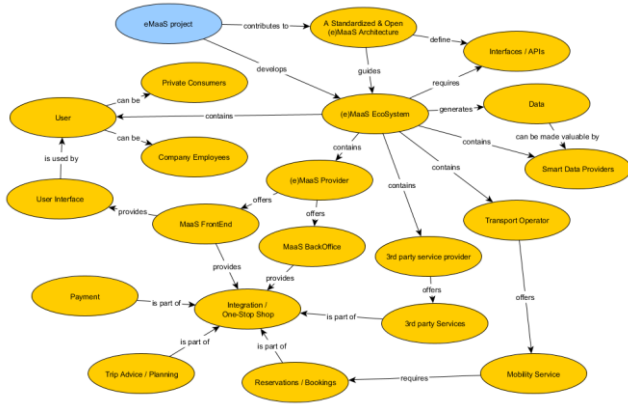 eMaaS project
contributes to
A Standardized & Open
(e)MaaS Architecture
define
Interfaces / APIs
develops
guides
requires
Private Consumers
can be
User
contains
(e)MaaS EcoSystem
generates
Data
can be
Company Employees
contains
can be made valuable by
Smart Data Providers
is used by
contains
contains
contains
User Interface
provides
MaaS FrontEnd
offers
(e)MaaS Provider
offers
MaaS BackOffice
3rd party service provider
Transport Operator
provides
provides
offers
offers
Payment
is part of
Integration /
One-Stop Shop
is part of
3rd party Services
is part of
is part of
Trip Advice / Planning
Reservations / Bookings
requires
Mobility Service